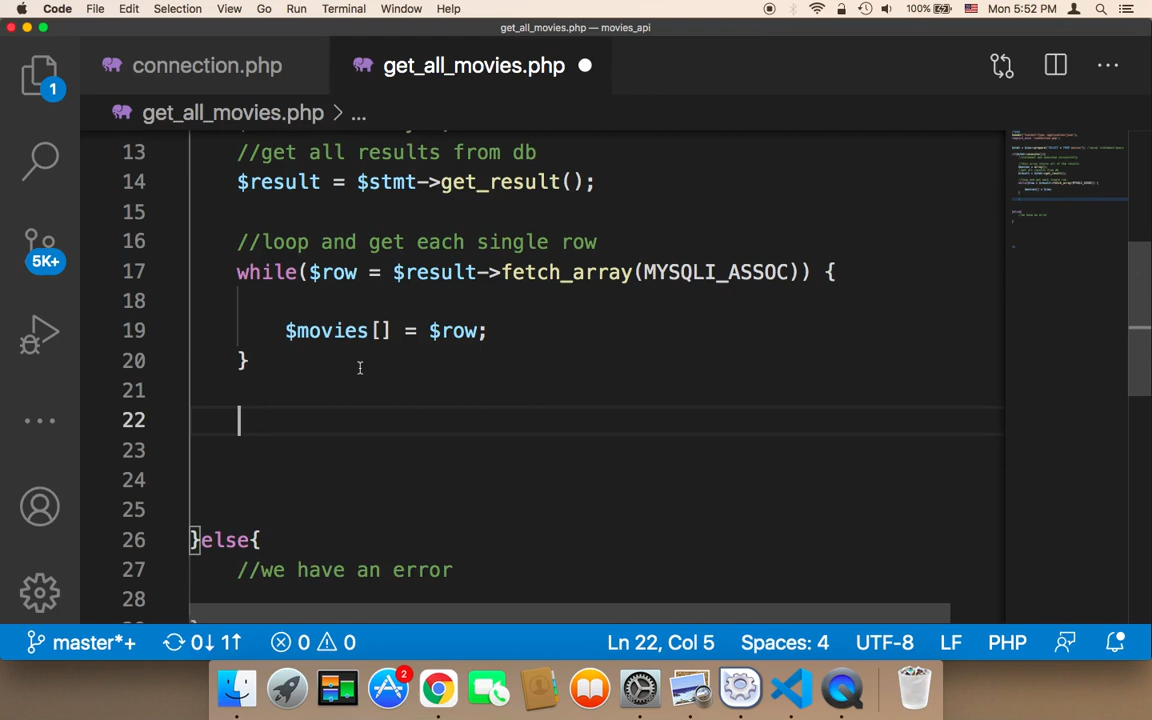 Code File Edit Selection View Go Run Terminal Window Help 100% Mon 5:52 PM
get_all_movies.php — movies_api
connection.php get_all_movies.php
get_all_movies.php > ...
13 //get all results from db
14 $result = $stmt->get_result();
15
16 //loop and get each single row
17 while($row = $result->fetch_array(MYSQLI_ASSOC)) {
18
19 $movies[] = $row;
20 }
21
22
23
24
25
26 }else{
27 //we have an error
28
1
5K+
master*+ 0↓ 1↑ 0 0 Ln 22, Col 5 Spaces: 4 UTF-8 LF PHP
2